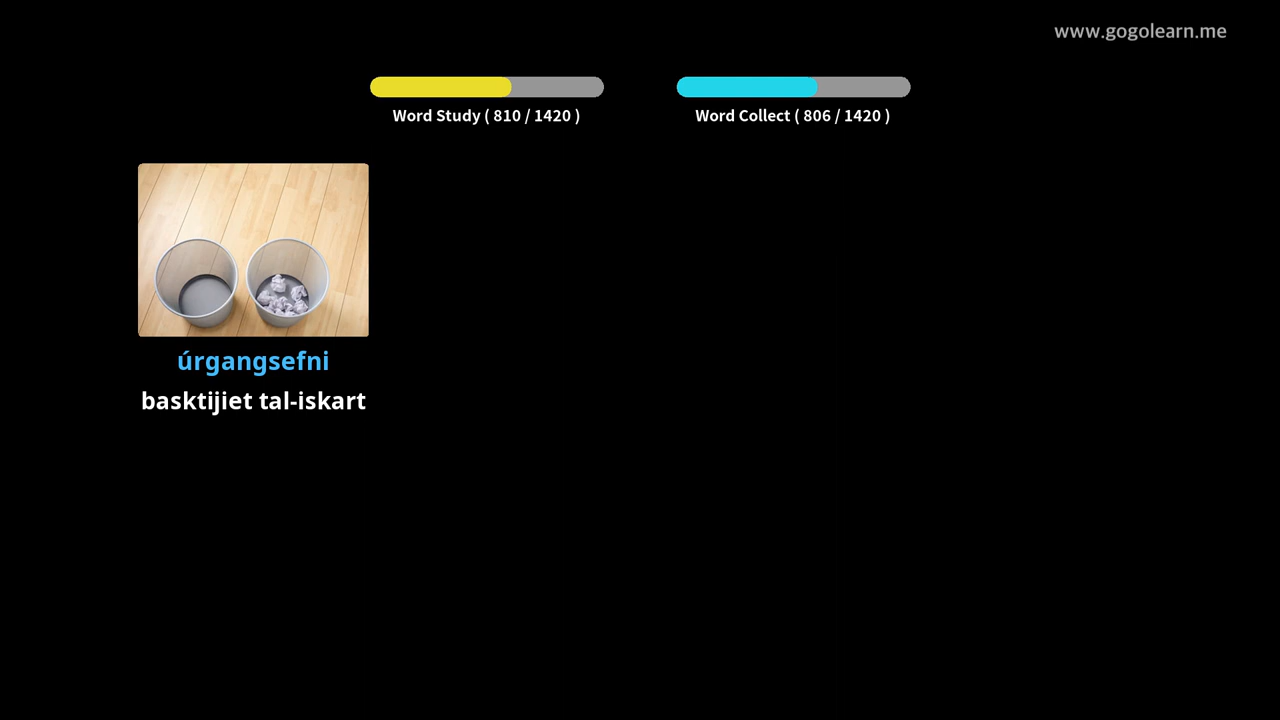 www.gogolearn.me
Word Study ( 810 / 1420 )
Word Collect ( 806 / 1420 )
úrgangsefni
basktijiet tal-iskart